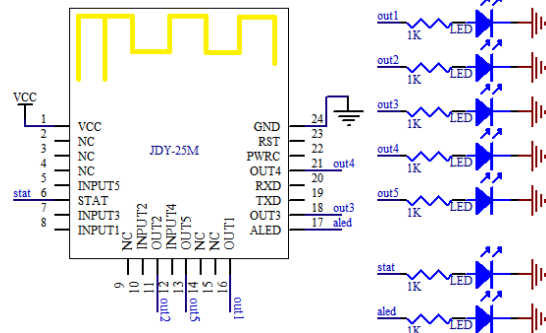 VCC
1 VCC
2 NC
3 NC
4 NC
5 INPUT5
stat 6 STAT
7 INPUT3
8 INPUT1
JDY-25M
GND 24
RST 23
PWRC 22
OUT4 21 out4
RXD 20
TXD 19
OUT3 18 out3
ALED 17 aled
NC 9
INPUT2 10
OUT2 11 out2
INPUT4 12
OUT5 13 out5
NC 14
NC 15
OUT1 16 out1
out1 1K LED
out2 1K LED
out3 1K LED
out4 1K LED
out5 1K LED
stat 1K LED
aled 1K LED